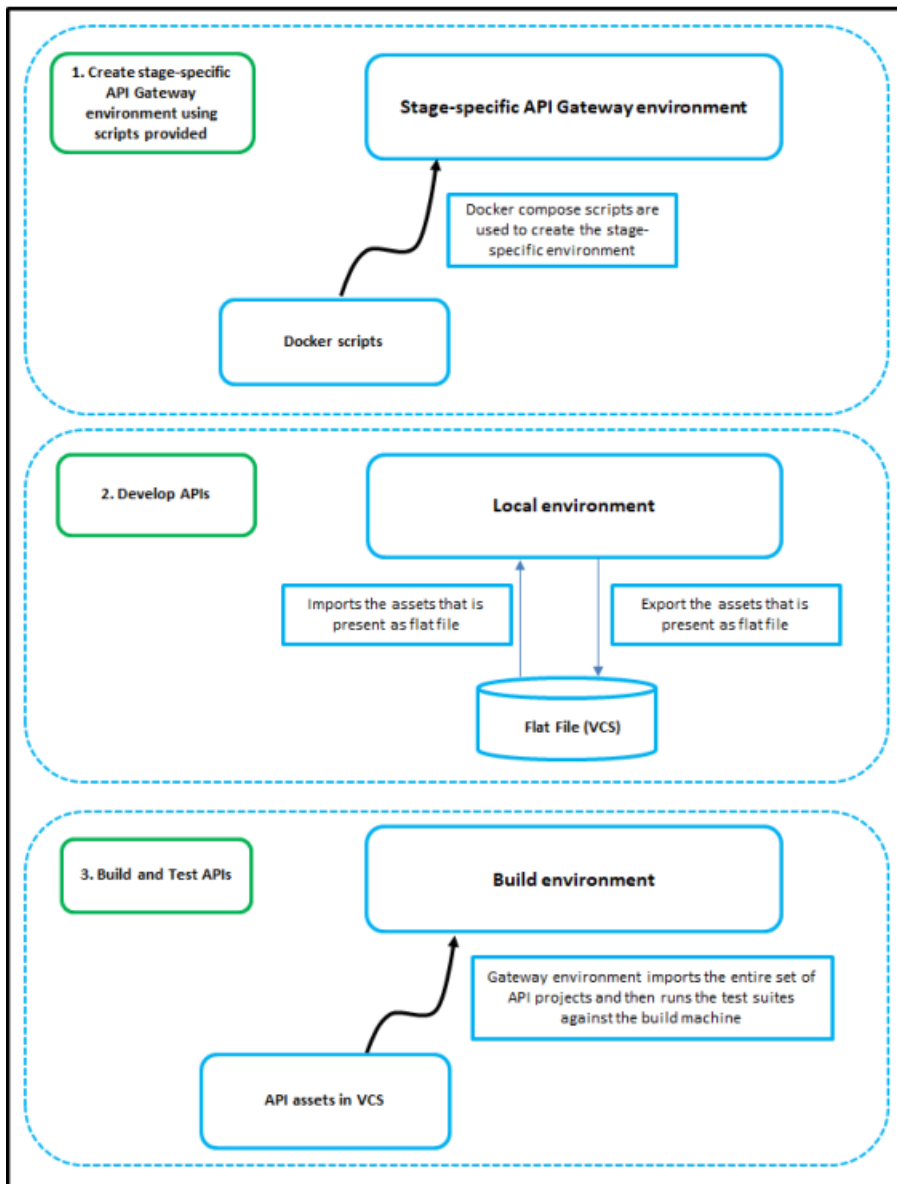 1. Create stage-specific
API Gateway
environment using
scripts provided
Stage-specific API Gateway environment
Docker compose scripts are
used to create the stage-
specific environment
Docker scripts
2. Develop APIs
Local environment
Imports the assets that is
present as flat file
Export the assets that is
present as flat file
Flat File (VCS)
3. Build and Test APIs
Build environment
Gateway environment imports the entire set of
API projects and then runs the test suites
against the build machine
API assets in VCS